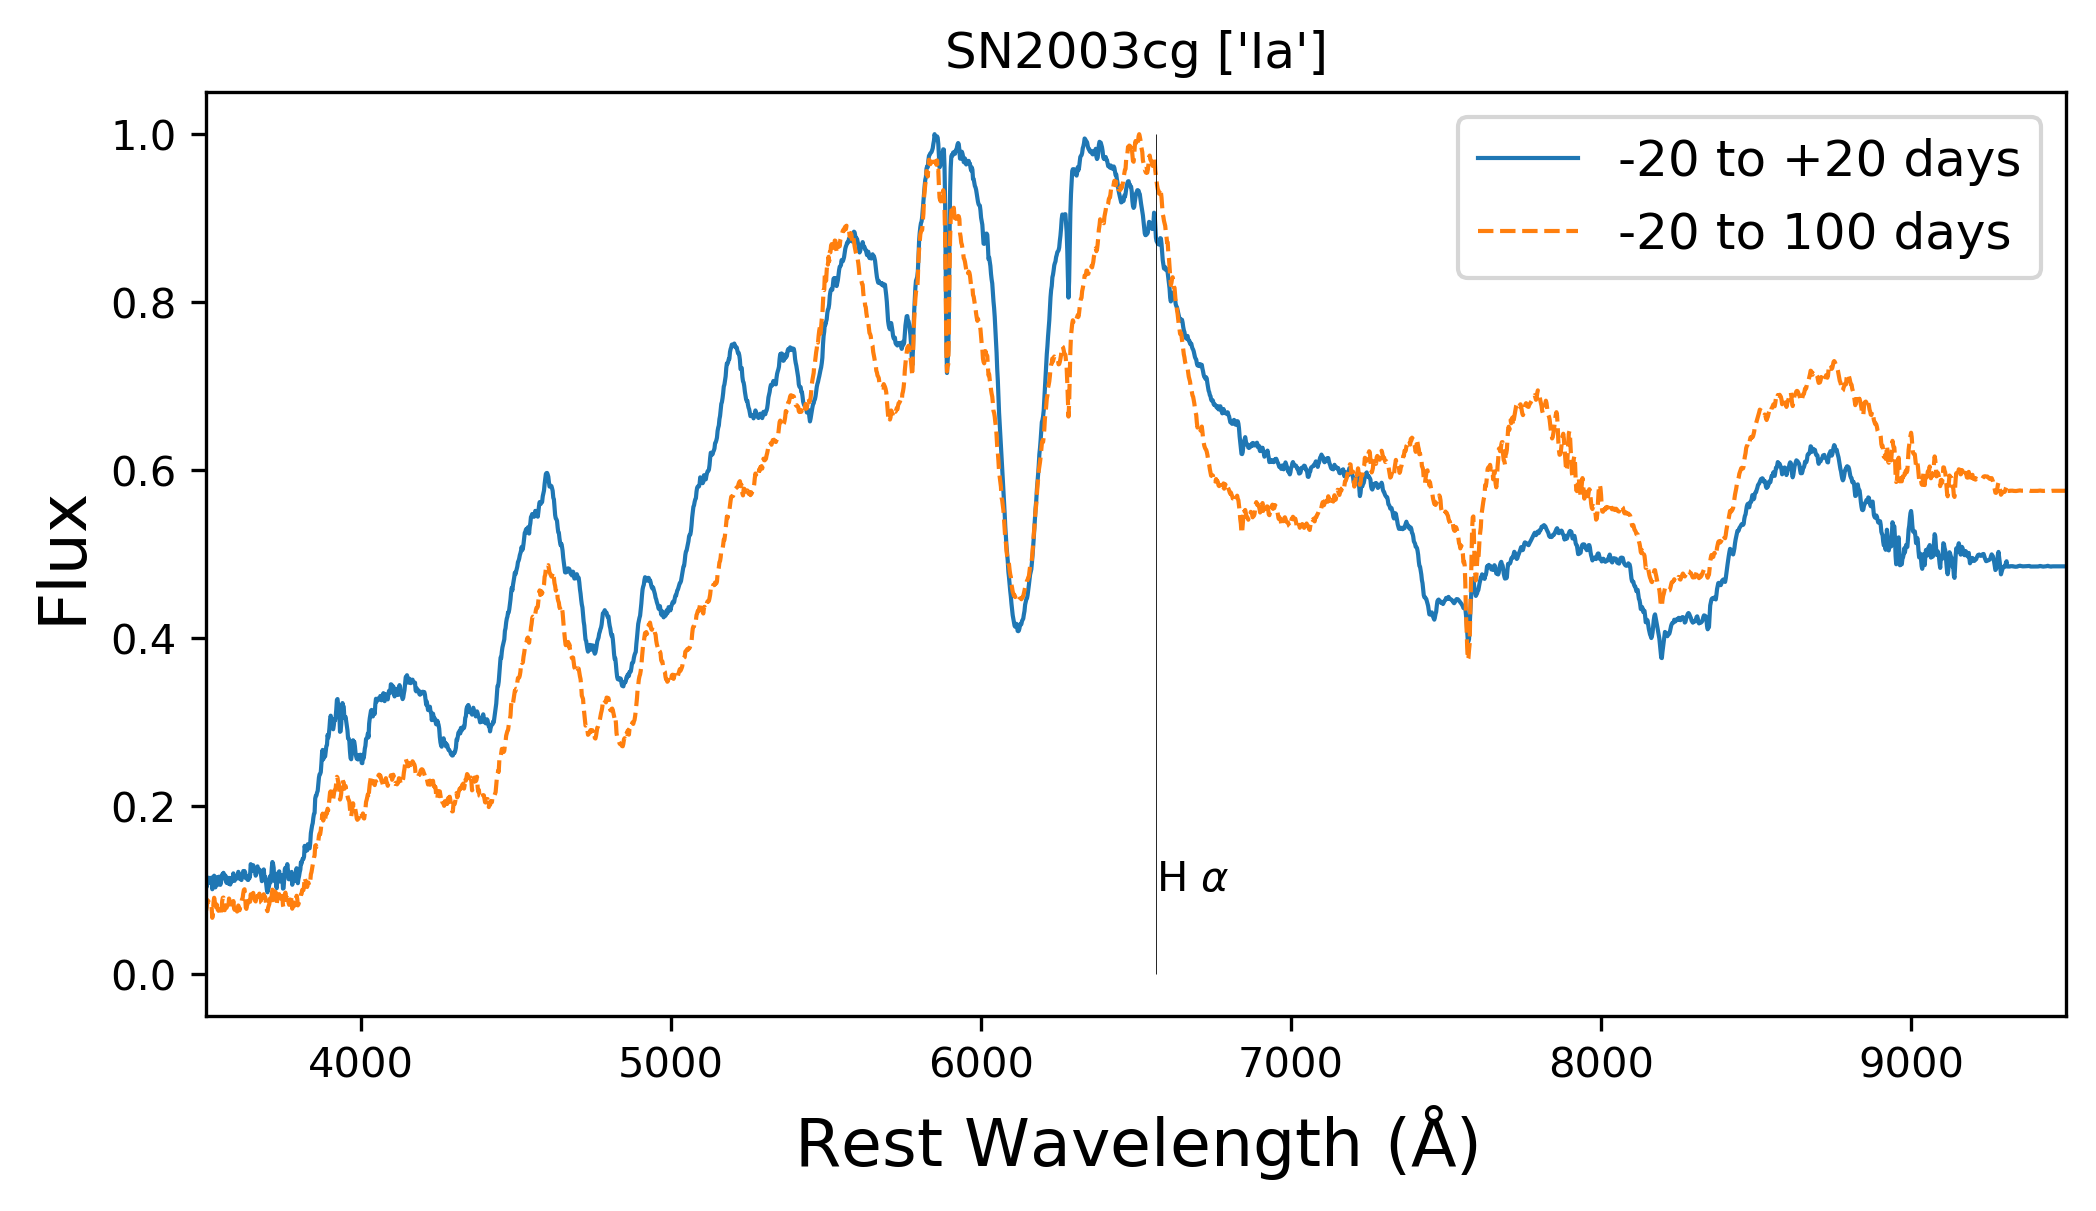 SN2003cg ['Ia']
-20 to +20 days
-20 to 100 days
Flux
1.0
0.8
0.6
0.4
0.2
0.0
H α
4000 5000 6000 7000 8000 9000
Rest Wavelength (Å)